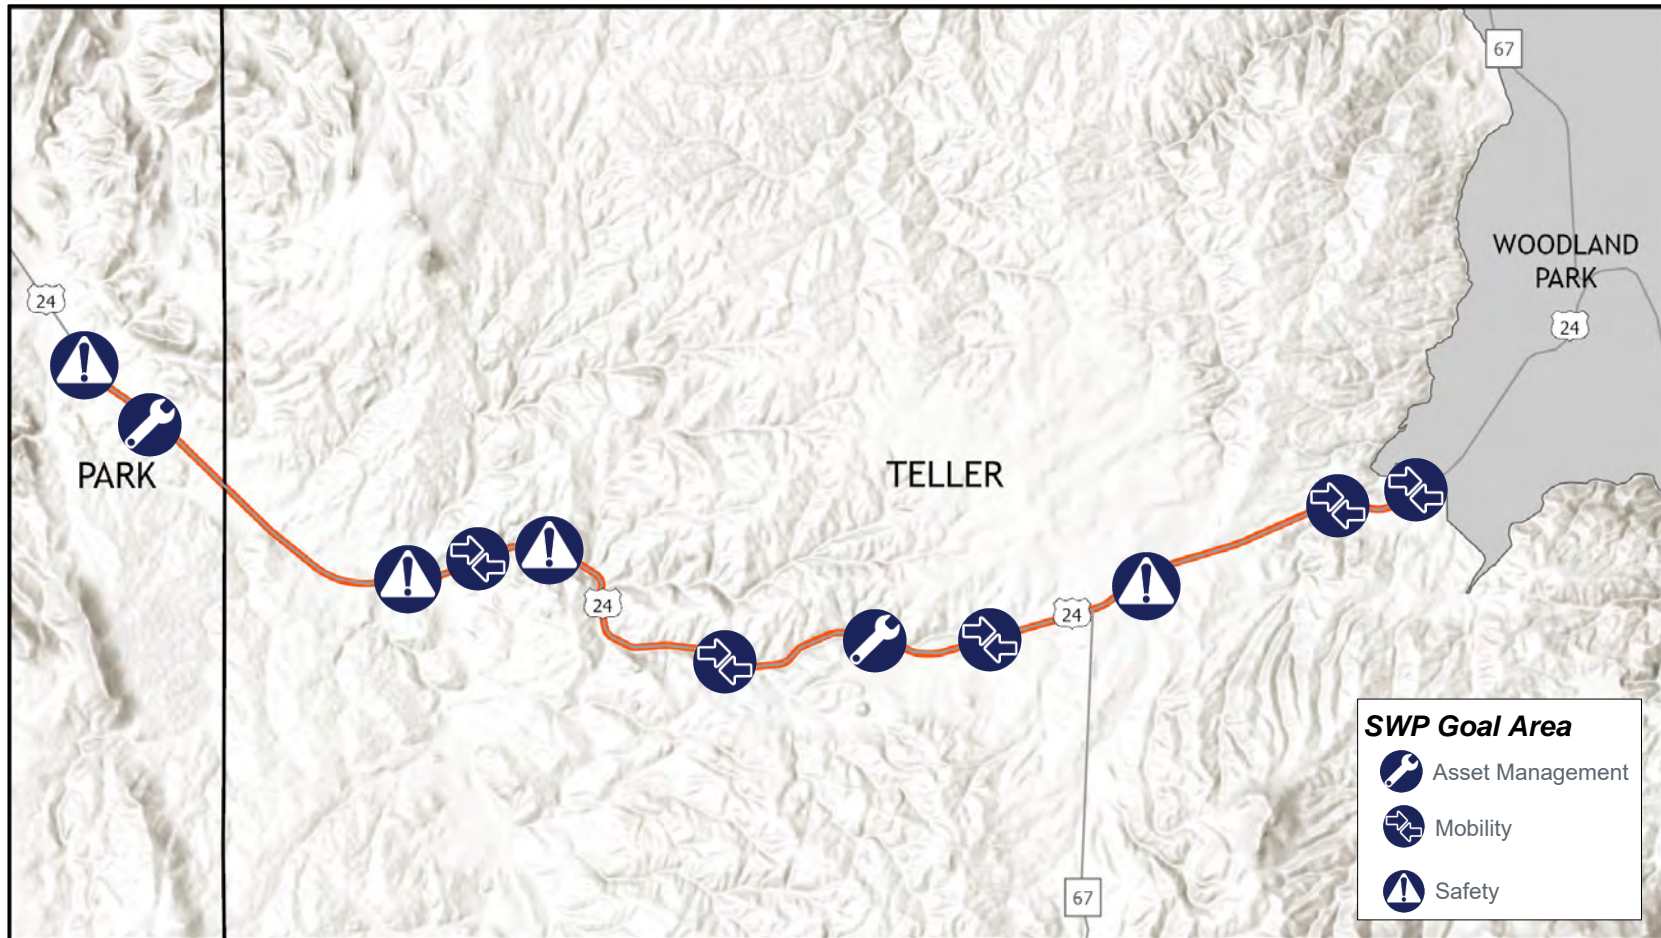 67
WOODLAND
PARK
24
24
PARK
TELLER
24
24
67
SWP Goal Area
Asset Management
Mobility
Safety